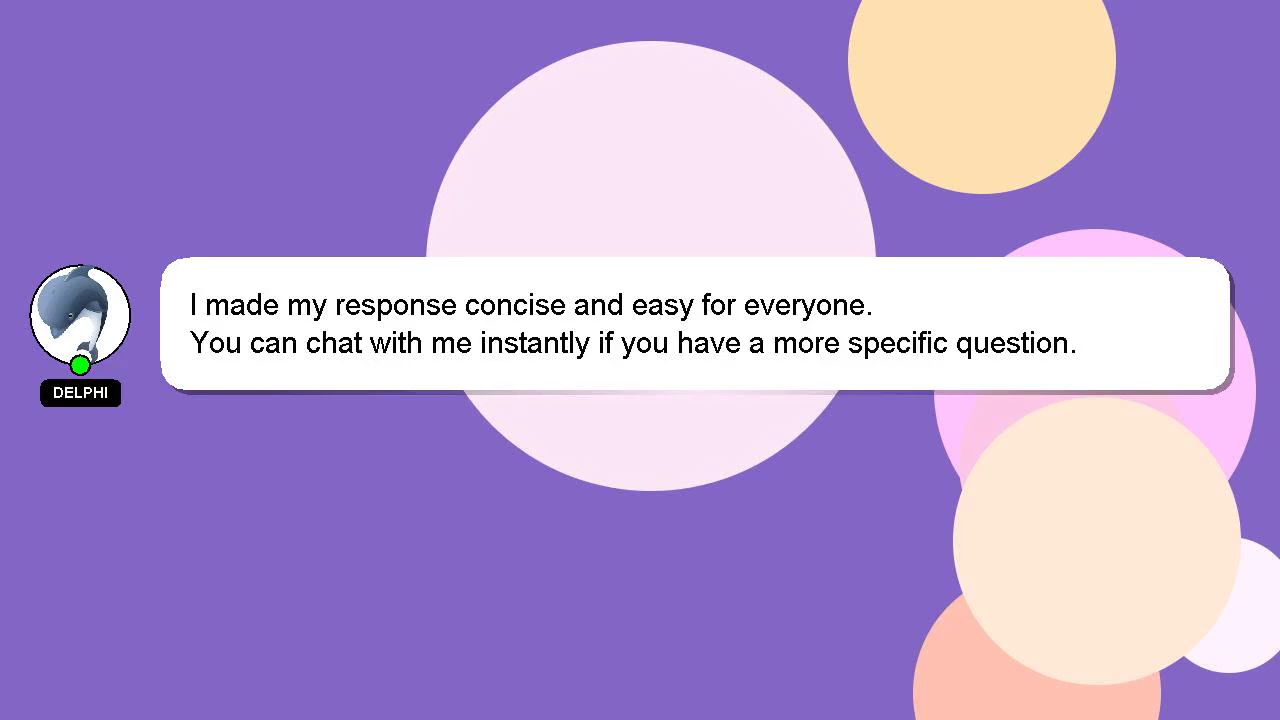 I made my response concise and easy for everyone.
You can chat with me instantly if you have a more specific question.
DELPHI